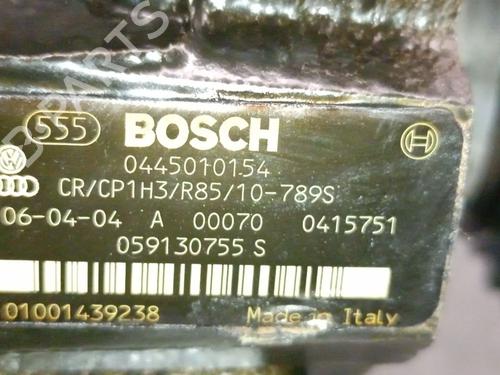 555 BOSCH
0445010154
CR/CP1H3/R85/10-789S
06-04-04 A 00070 0415751
059130755 S
01001439238 Made in Italy